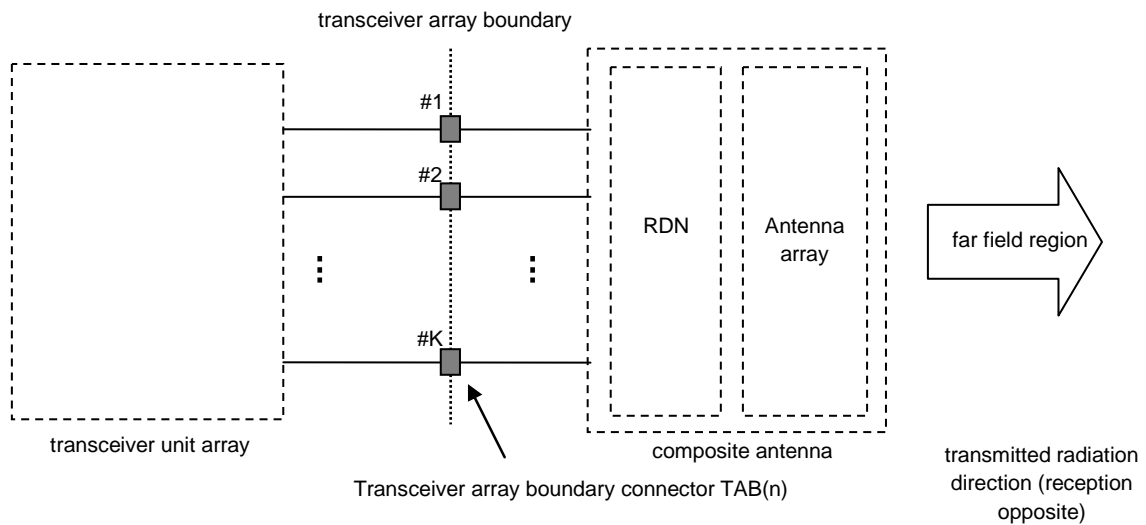 transceiver array boundary
#1
#2
#K
RDN
Antenna
array
far field region
transceiver unit array
composite antenna
Transceiver array boundary connector TAB(n)
transmitted radiation
direction (reception
opposite)